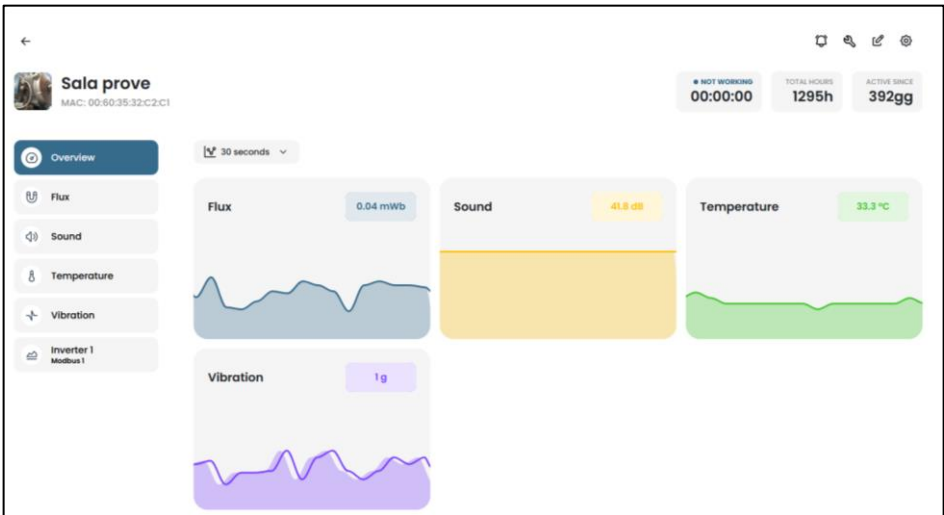 Sala prove
MAC: 00:60:35:32:C2:C1
NOT WORKING
00:00:00
TOTAL HOURS
1295h
ACTIVE SINCE
392gg
Overview
Flux
Sound
Temperature
Vibration
Inverter 1
Modbus 1
30 seconds
Flux
0.04 mWb
Sound
41.8 dB
Temperature
33.3 °C
Vibration
1 g